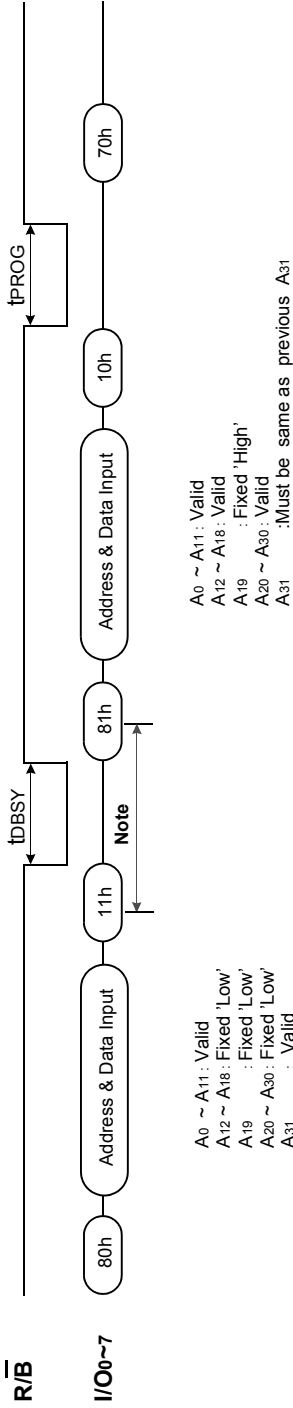 R/B
tDBSY
tPROG
I/O0~7
80h
Address & Data Input
11h
81h
Address & Data Input
10h
70h
Note
A0 ~ A11 : Valid
A12 ~ A18 : Fixed 'Low'
A19 : Fixed 'Low'
A20 ~ A30 : Fixed 'Low'
A31 : Valid
A0 ~ A11 : Valid
A12 ~ A18 : Valid
A19 : Fixed 'High'
A20 ~ A30 : Valid
A31 :Must be same as previous A31